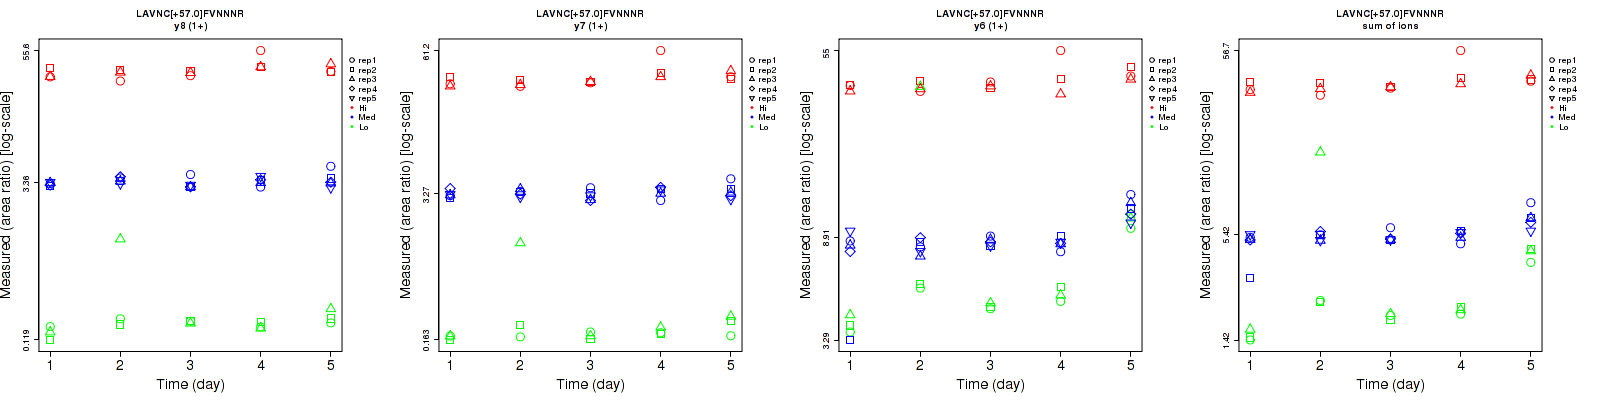 LAVNC[+57.0]FVNNNR
y8 (1+)
Measured (area ratio) [log-scale]
55.6
3.36
0.119
1 2 3 4 5
Time (day)
rep1
rep2
rep3
rep4
rep5
Hi
Med
Lo
LAVNC[+57.0]FVNNNR
y7 (1+)
Measured (area ratio) [log-scale]
61.2
3.27
0.163
1 2 3 4 5
Time (day)
rep1
rep2
rep3
rep4
rep5
Hi
Med
Lo
LAVNC[+57.0]FVNNNR
y6 (1+)
Measured (area ratio) [log-scale]
55
8.91
3.29
1 2 3 4 5
Time (day)
rep1
rep2
rep3
rep4
rep5
Hi
Med
Lo
LAVNC[+57.0]FVNNNR
sum of ions
Measured (area ratio) [log-scale]
56.7
5.42
1.42
1 2 3 4 5
Time (day)
rep1
rep2
rep3
rep4
rep5
Hi
Med
Lo